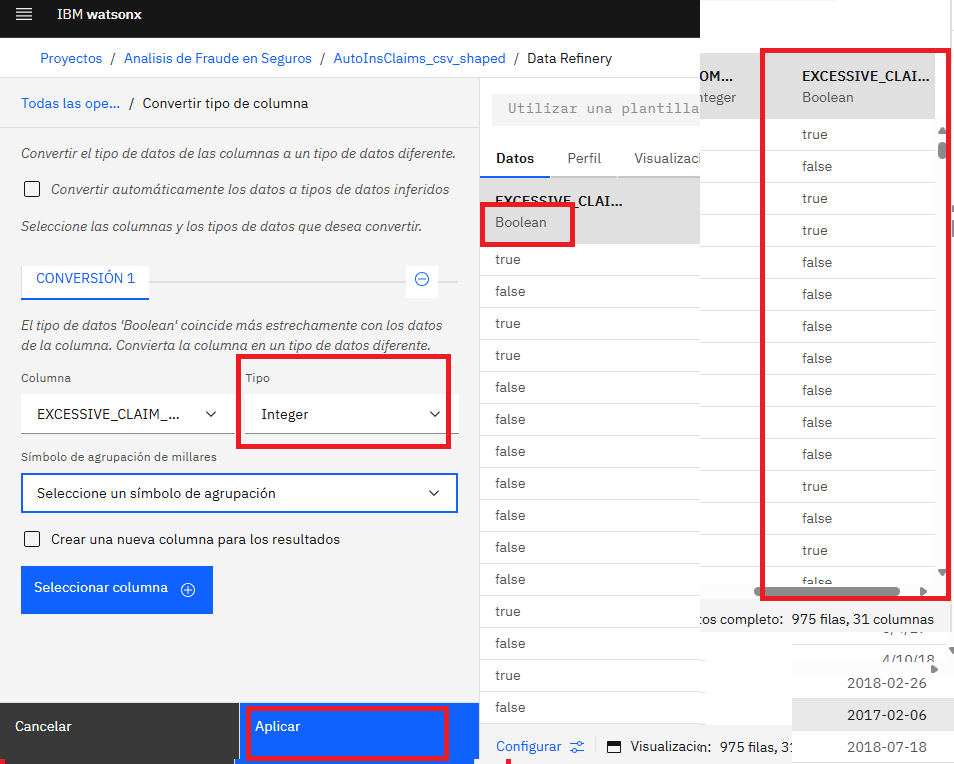 IBM watsonx
Proyectos / Analisis de Fraude en Seguros / AutoInsClaims_csv_shaped / Data Refinery
Todas las ope... / Convertir tipo de columna
Convertir el tipo de datos de las columnas a un tipo de datos diferente.
Convertir automáticamente los datos a tipos de datos inferidos
Seleccione las columnas y los tipos de datos que desea convertir.
CONVERSIÓN 1
El tipo de datos 'Boolean' coincide más estrechamente con los datos
de la columna. Convierta la columna en un tipo de datos diferente.
Columna
Tipo
EXCESSIVE_CLAIM_...
Integer
Símbolo de agrupación de millares
Seleccione un símbolo de agrupación
Crear una nueva columna para los resultados
Seleccionar columna
Cancelar
Aplicar
Utilizar una plantilla
Datos Perfil Visualizaci
EXCESSIVE_CLAI...
Boolean
true
false
true
true
false
false
false
false
false
false
false
true
false
true
false
Configurar
Visualización: 975 filas, 31
OM...
nteger
EXCESSIVE_CLAI...
Boolean
true
false
true
true
false
false
false
false
false
false
false
true
false
true
false
tos completo: 975 filas, 31 columnas
4/10/18
2018-02-26
2017-02-06
2018-07-18